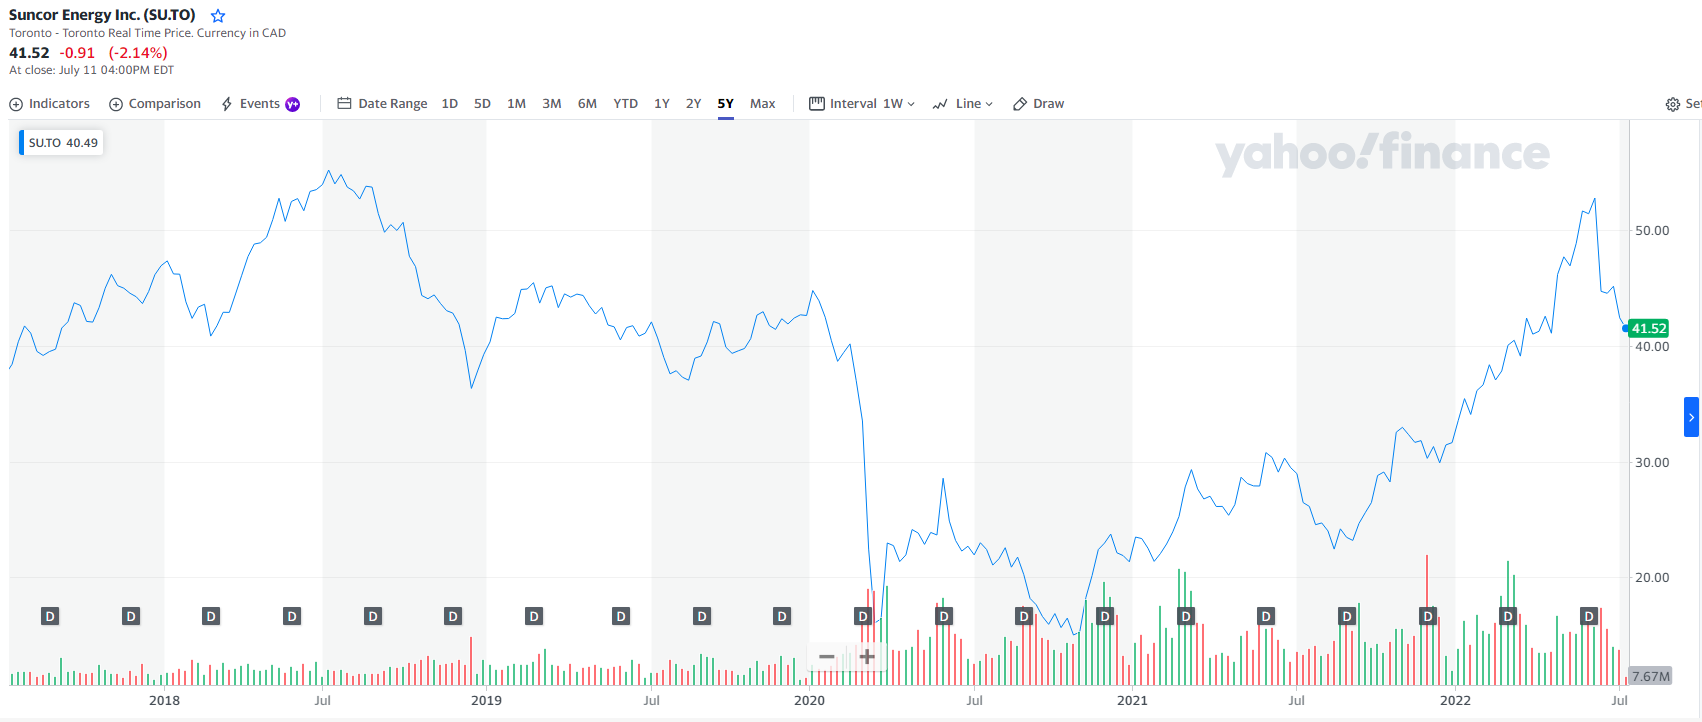 Suncor Energy Inc. (SU.TO)
Toronto - Toronto Real Time Price. Currency in CAD
41.52 -0.91 (-2.14%)
At close: July 11 04:00PM EDT
Indicators Comparison Events Y+ Date Range 1D 5D 1M 3M 6M YTD 1Y 2Y 5Y Max Interval 1W Line Draw Set
SU.TO 40.49
yahoo!finance
50.00
41.52
40.00
30.00
20.00
D D D D D D D D D D D D D D D D D D D D
7.67M
2018 Jul 2019 Jul 2020 Jul 2021 Jul 2022 Jul